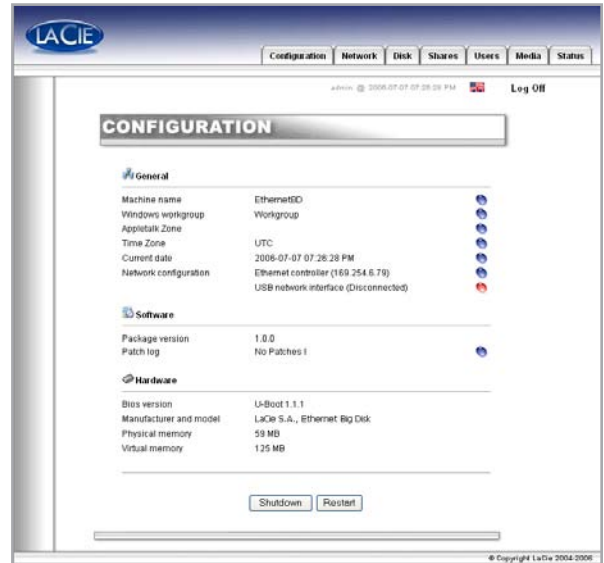 LACIE
Configuration Network Disk Shares Users Media Status
admin @ 2006-07-07 07:26:28 PM Log Off
CONFIGURATION
General
Machine name EthernetBD
Windows workgroup Workgroup
Appletalk Zone
Time Zone UTC
Current date 2006-07-07 07:26:28 PM
Network configuration Ethernet controller (169.254.6.79)
USB network interface (Disconnected)
Software
Package version 1.0.0
Patch log No Patches !
Hardware
Bios version U-Boot 1.1.1
Manufacturer and model LaCie S.A., Ethernet Big Disk
Physical memory 59 MB
Virtual memory 125 MB
Shutdown Restart
© Copyright LaCie 2004-2006